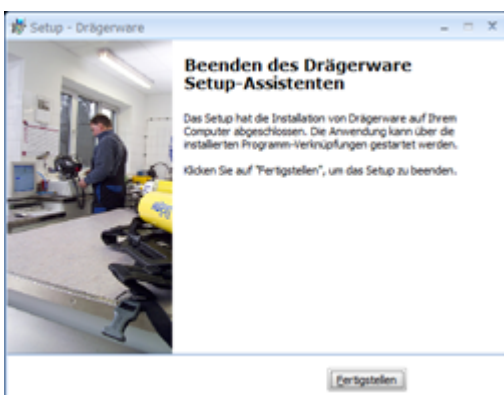 Setup - Drägerware
Beenden des Drägerware
Setup-Assistenten
Das Setup hat die Installation von Drägerware auf Ihrem
Computer abgeschlossen. Die Anwendung kann über die
installierten Programm-Verknüpfungen gestartet werden.
Klicken Sie auf "Fertigstellen", um das Setup zu beenden.
Fertigstellen